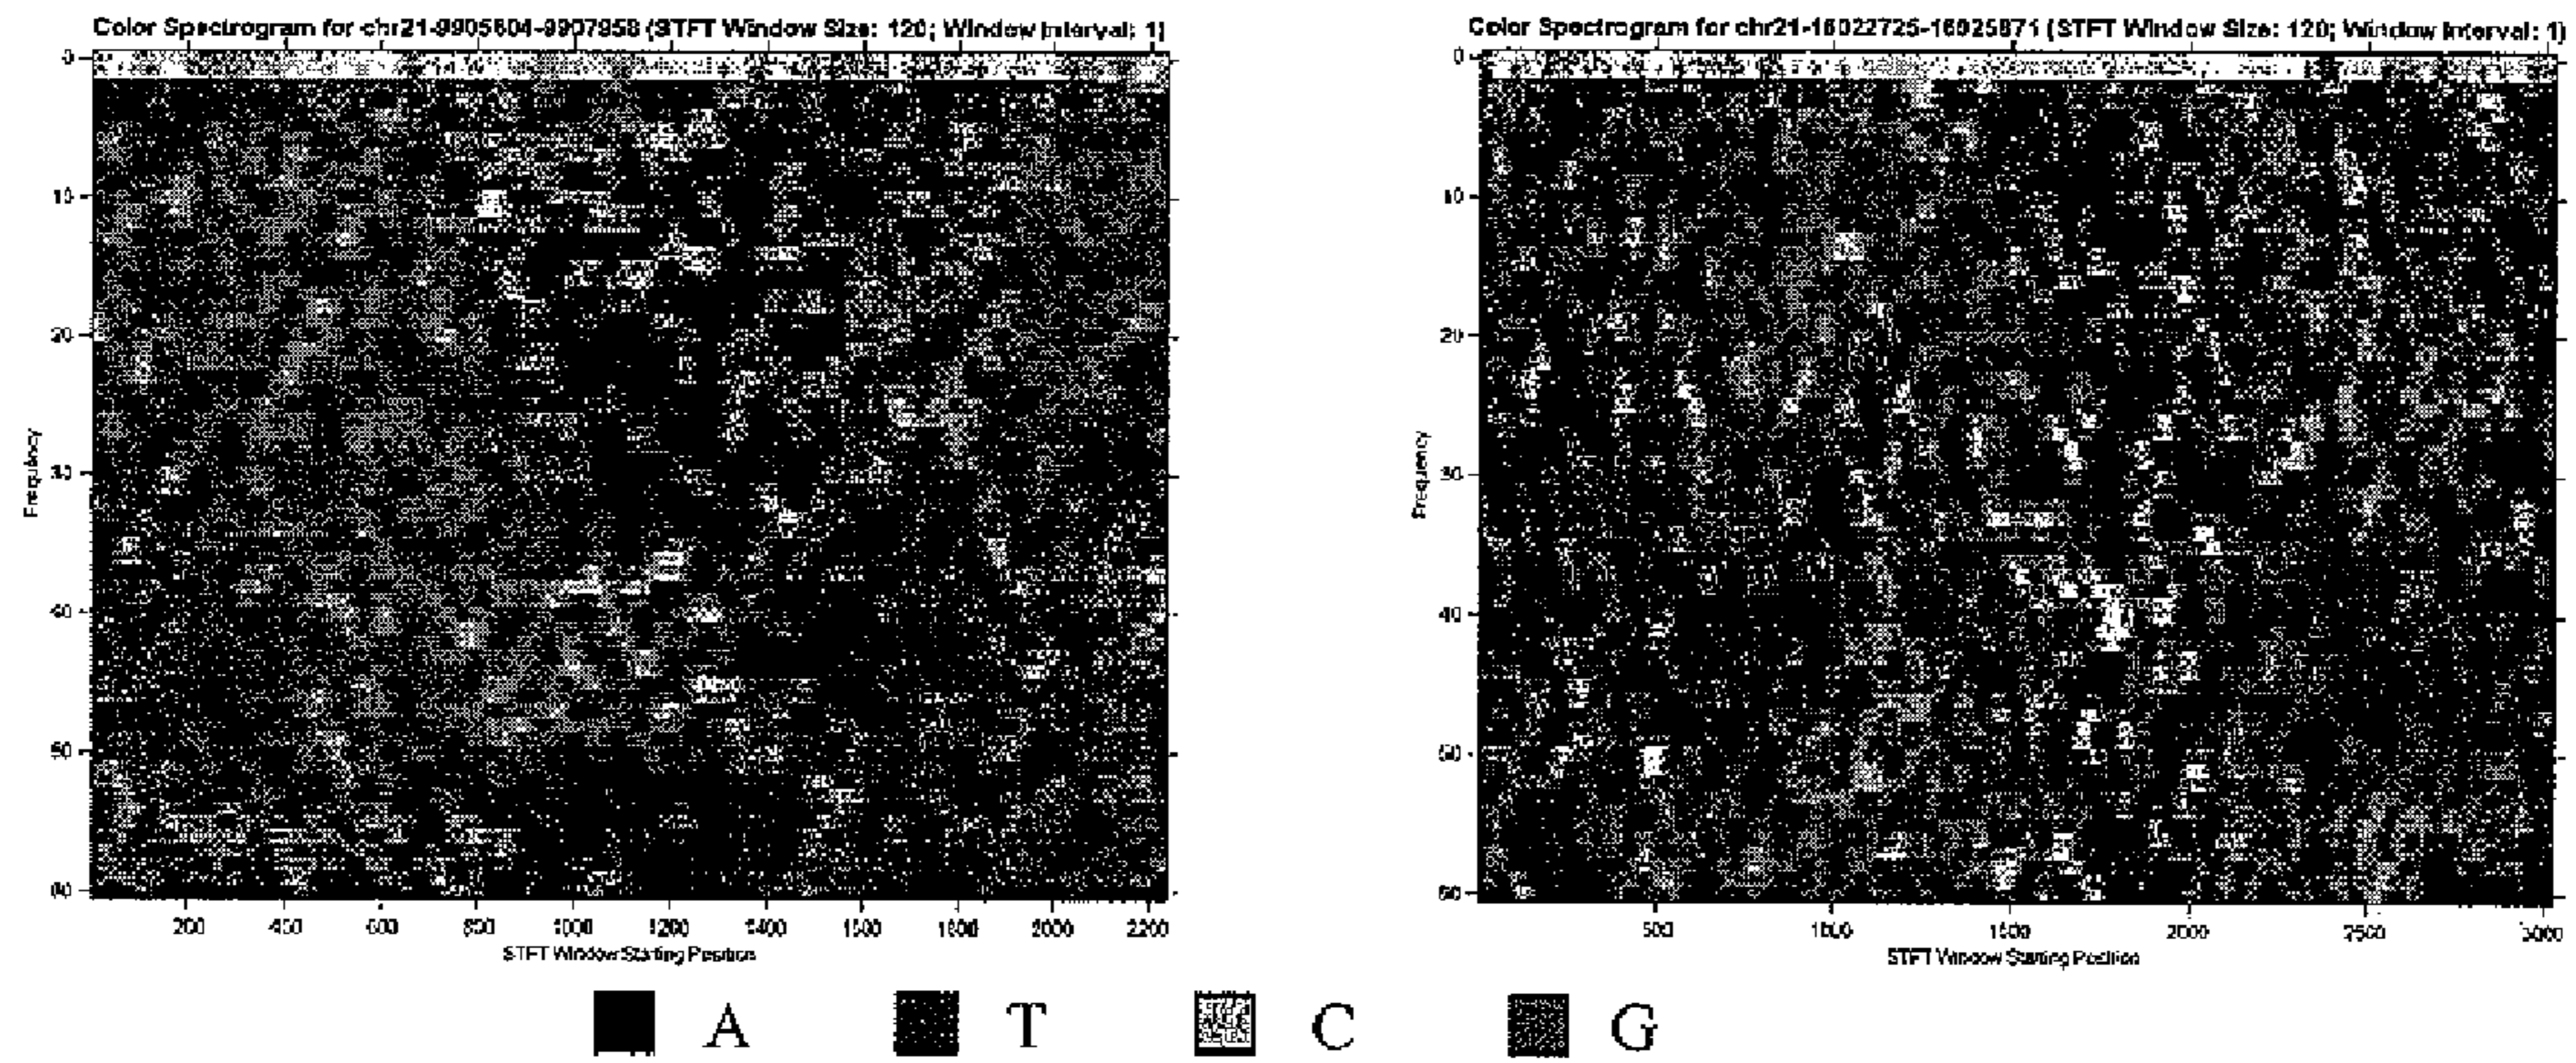 Color Spectrogram for chr21-9905604-9907958 (STFT Window Size: 120; Window Interval: 1)
0
10
20
30
40
50
60
Frequency
200 400 600 800 1000 1200 1400 1600 1800 2000 2200
STFT Window Starting Position
Color Spectrogram for chr21-16022725-16025871 (STFT Window Size: 120; Window Interval: 1)
0
10
20
30
40
50
60
Frequency
500 1000 1500 2000 2500 3000
STFT Window Starting Position
A T C G